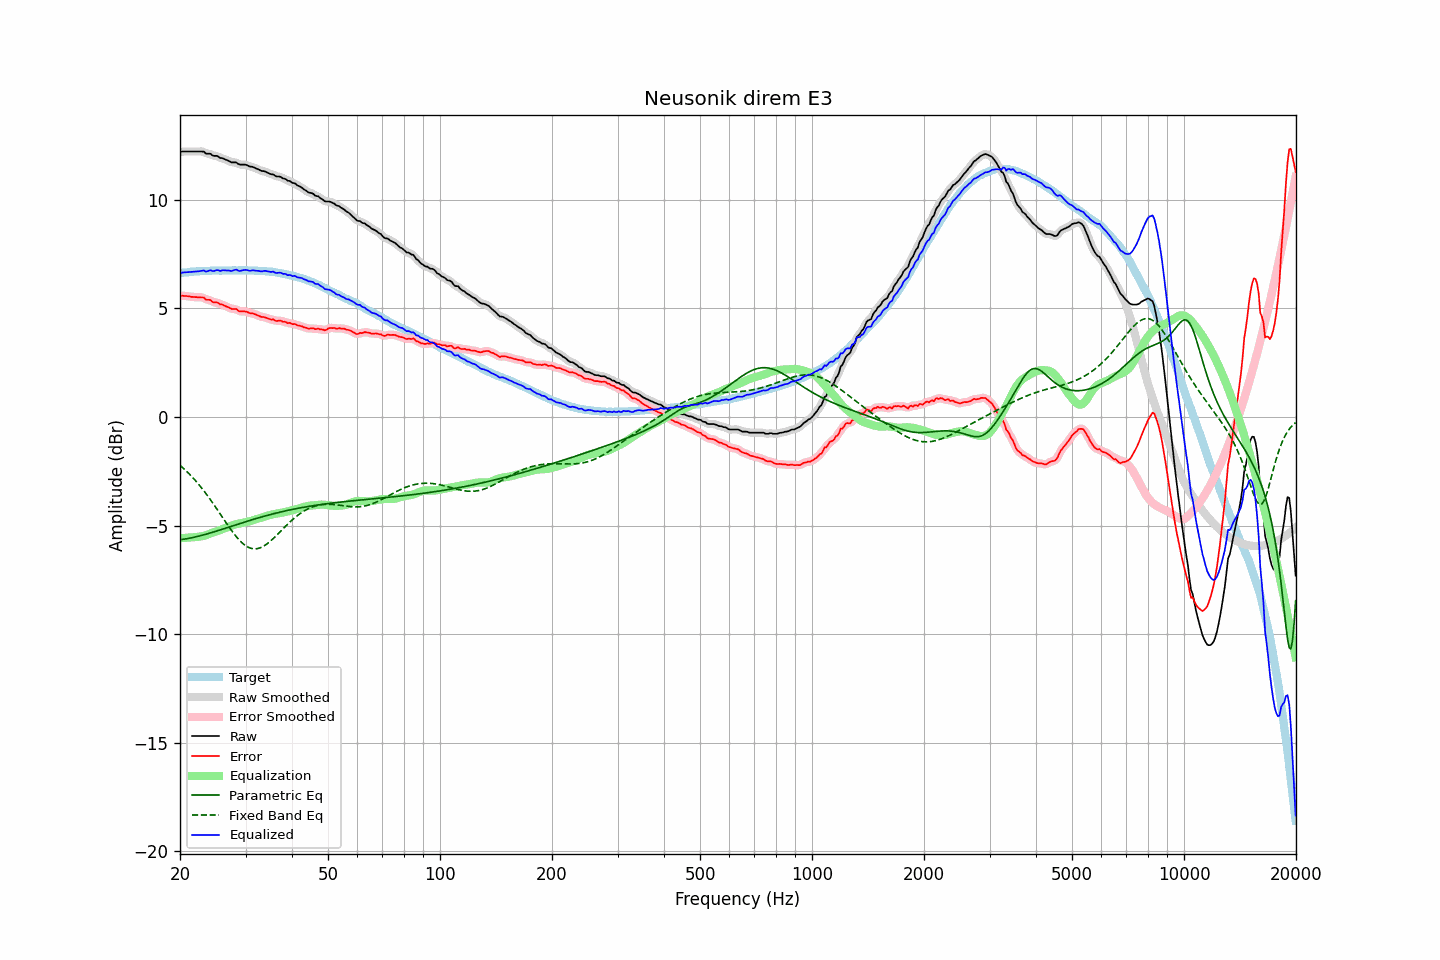 Neusonik direm E3
Amplitude (dBr)
10
5
0
−5
−10
−15
−20
Target
Raw Smoothed
Error Smoothed
Raw
Error
Equalization
Parametric Eq
Fixed Band Eq
Equalized
20 50 100 200 500 1000 2000 5000 10000 20000
Frequency (Hz)